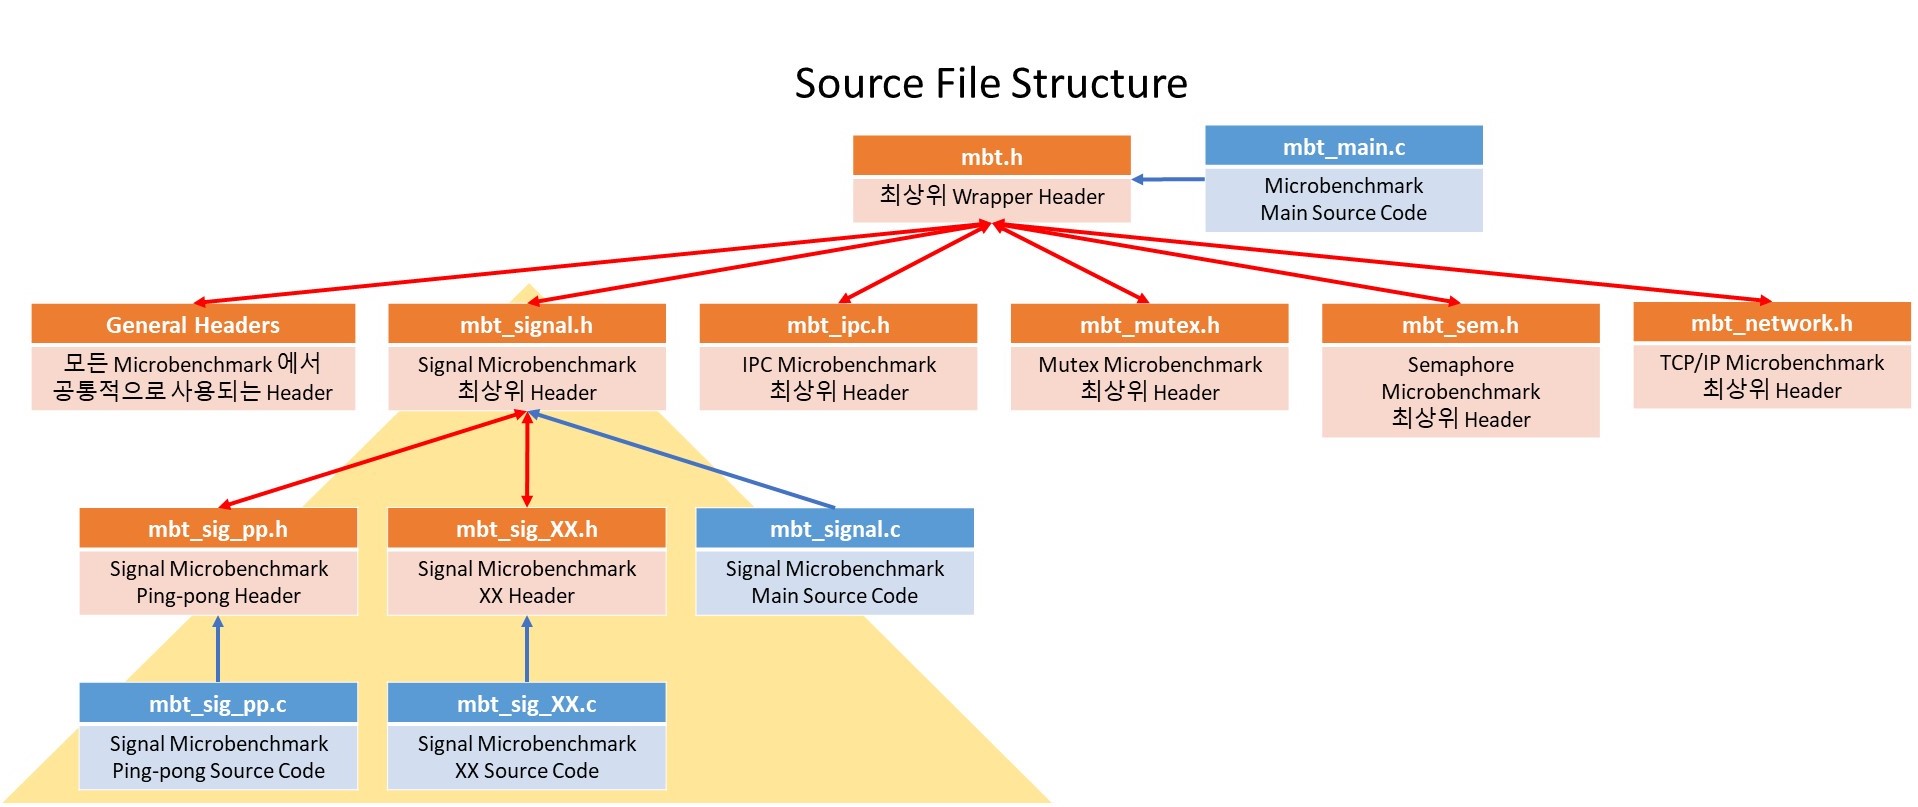 Source File Structure
mbt.h
최상위 Wrapper Header
mbt_main.c
Microbenchmark
Main Source Code
General Headers
모든 Microbenchmark 에서
공통적으로 사용되는 Header
mbt_signal.h
Signal Microbenchmark
최상위 Header
mbt_ipc.h
IPC Microbenchmark
최상위 Header
mbt_mutex.h
Mutex Microbenchmark
최상위 Header
mbt_sem.h
Semaphore
Microbenchmark
최상위 Header
mbt_network.h
TCP/IP Microbenchmark
최상위 Header
mbt_sig_pp.h
Signal Microbenchmark
Ping-pong Header
mbt_sig_XX.h
Signal Microbenchmark
XX Header
mbt_signal.c
Signal Microbenchmark
Main Source Code
mbt_sig_pp.c
Signal Microbenchmark
Ping-pong Source Code
mbt_sig_XX.c
Signal Microbenchmark
XX Source Code